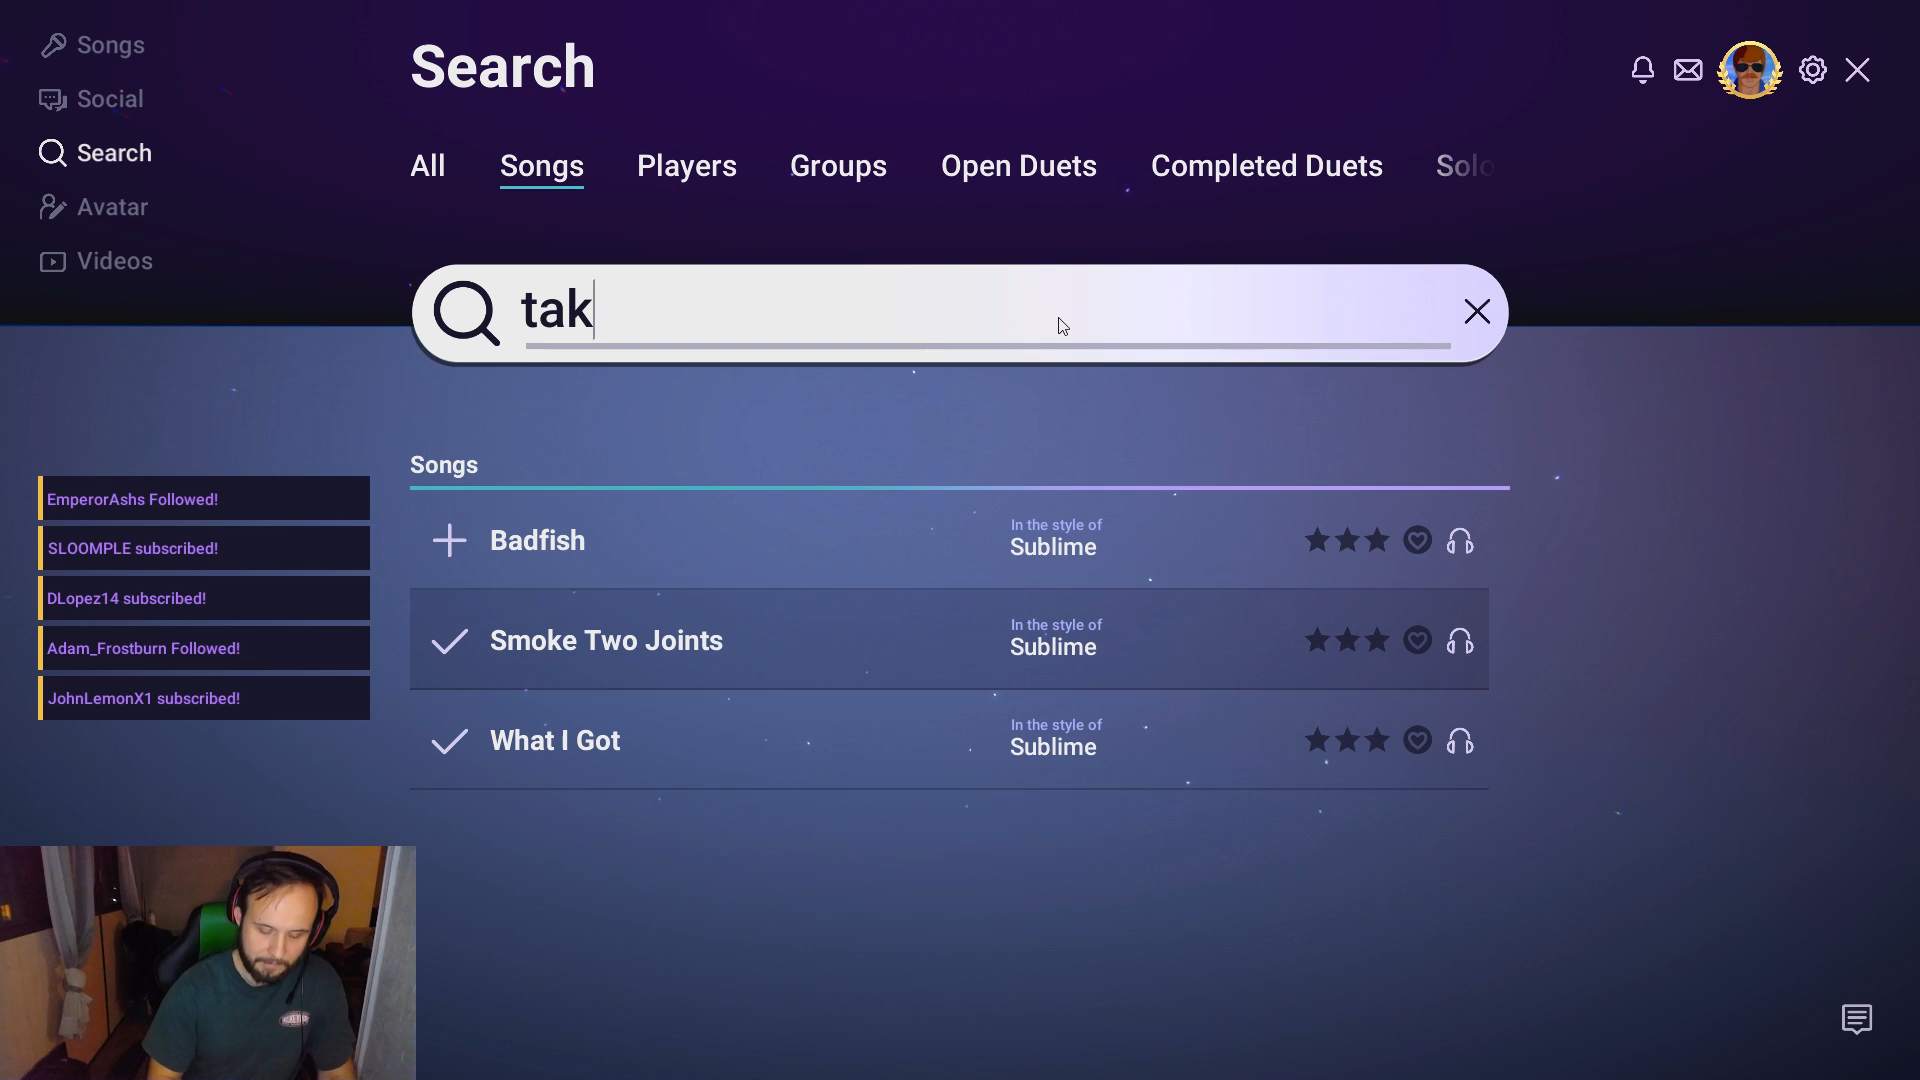 Songs
Social
Search
Avatar
Videos
Search
All Songs Players Groups Open Duets Completed Duets Solo
tak
Songs
Badfish
In the style of
Sublime
Smoke Two Joints
In the style of
Sublime
What I Got
In the style of
Sublime
EmperorAshs Followed!
SLOOMPLE subscribed!
DLopez14 subscribed!
Adam_Frostburn Followed!
JohnLemonX1 subscribed!